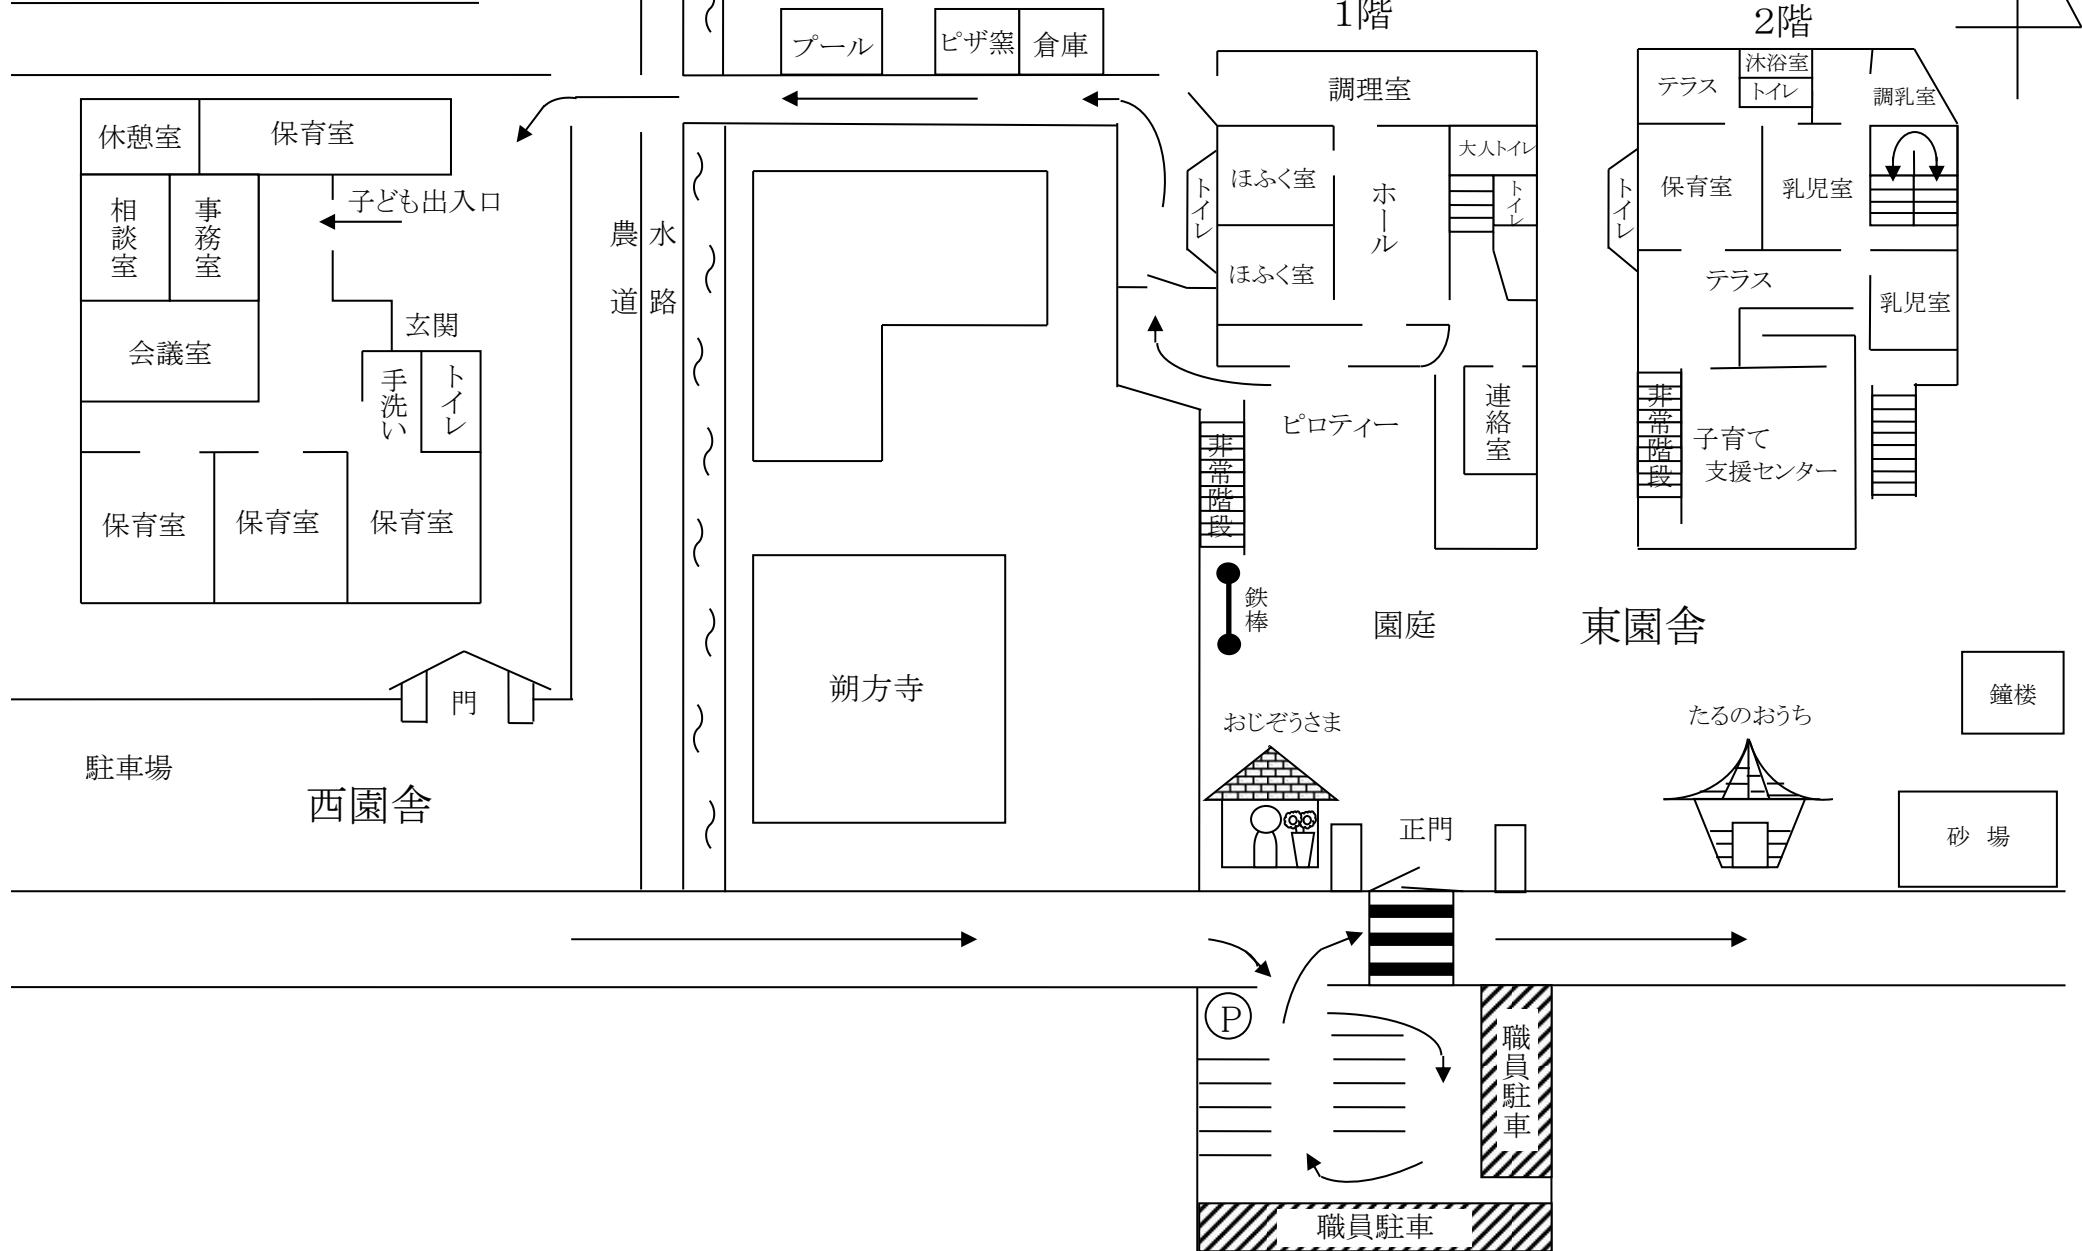 1階
2階
プール
ピザ窯
倉庫
調理室
テラス
沐浴室
トイレ
調乳室
休憩室
保育室
大人トイレ
ほふく室
トイレ
ホール
トイレ
保育室
乳児室
トイレ
子ども出入口
相談室
事務室
農道
水路
ほふく室
テラス
乳児室
玄関
会議室
手洗い
トイレ
ピロティー
連絡室
非常階段
非常階段
子育て
支援センター
保育室
保育室
保育室
鉄棒
園庭
東園舎
門
朔方寺
鐘楼
おじぞうさま
たるのおうち
駐車場
西園舎
正門
砂 場
P
職員駐車
職員駐車